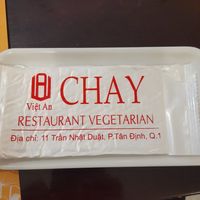 Việt An
CHAY
RESTAURANT VEGETARIAN
Địa chỉ: 11 Trần Nhật Duật, P.Tân Định, Q.1